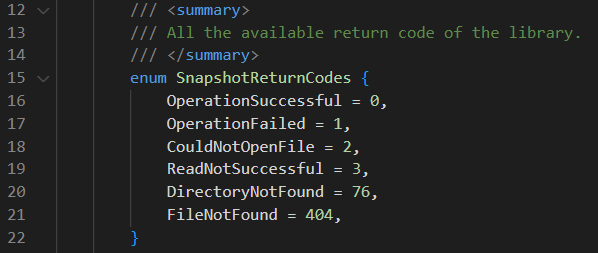 12 /// <summary>
13 /// All the available return code of the library.
14 /// </summary>
15 enum SnapshotReturnCodes {
16 OperationSuccessful = 0,
17 OperationFailed = 1,
18 CouldNotOpenFile = 2,
19 ReadNotSuccessful = 3,
20 DirectoryNotFound = 76,
21 FileNotFound = 404,
22 }